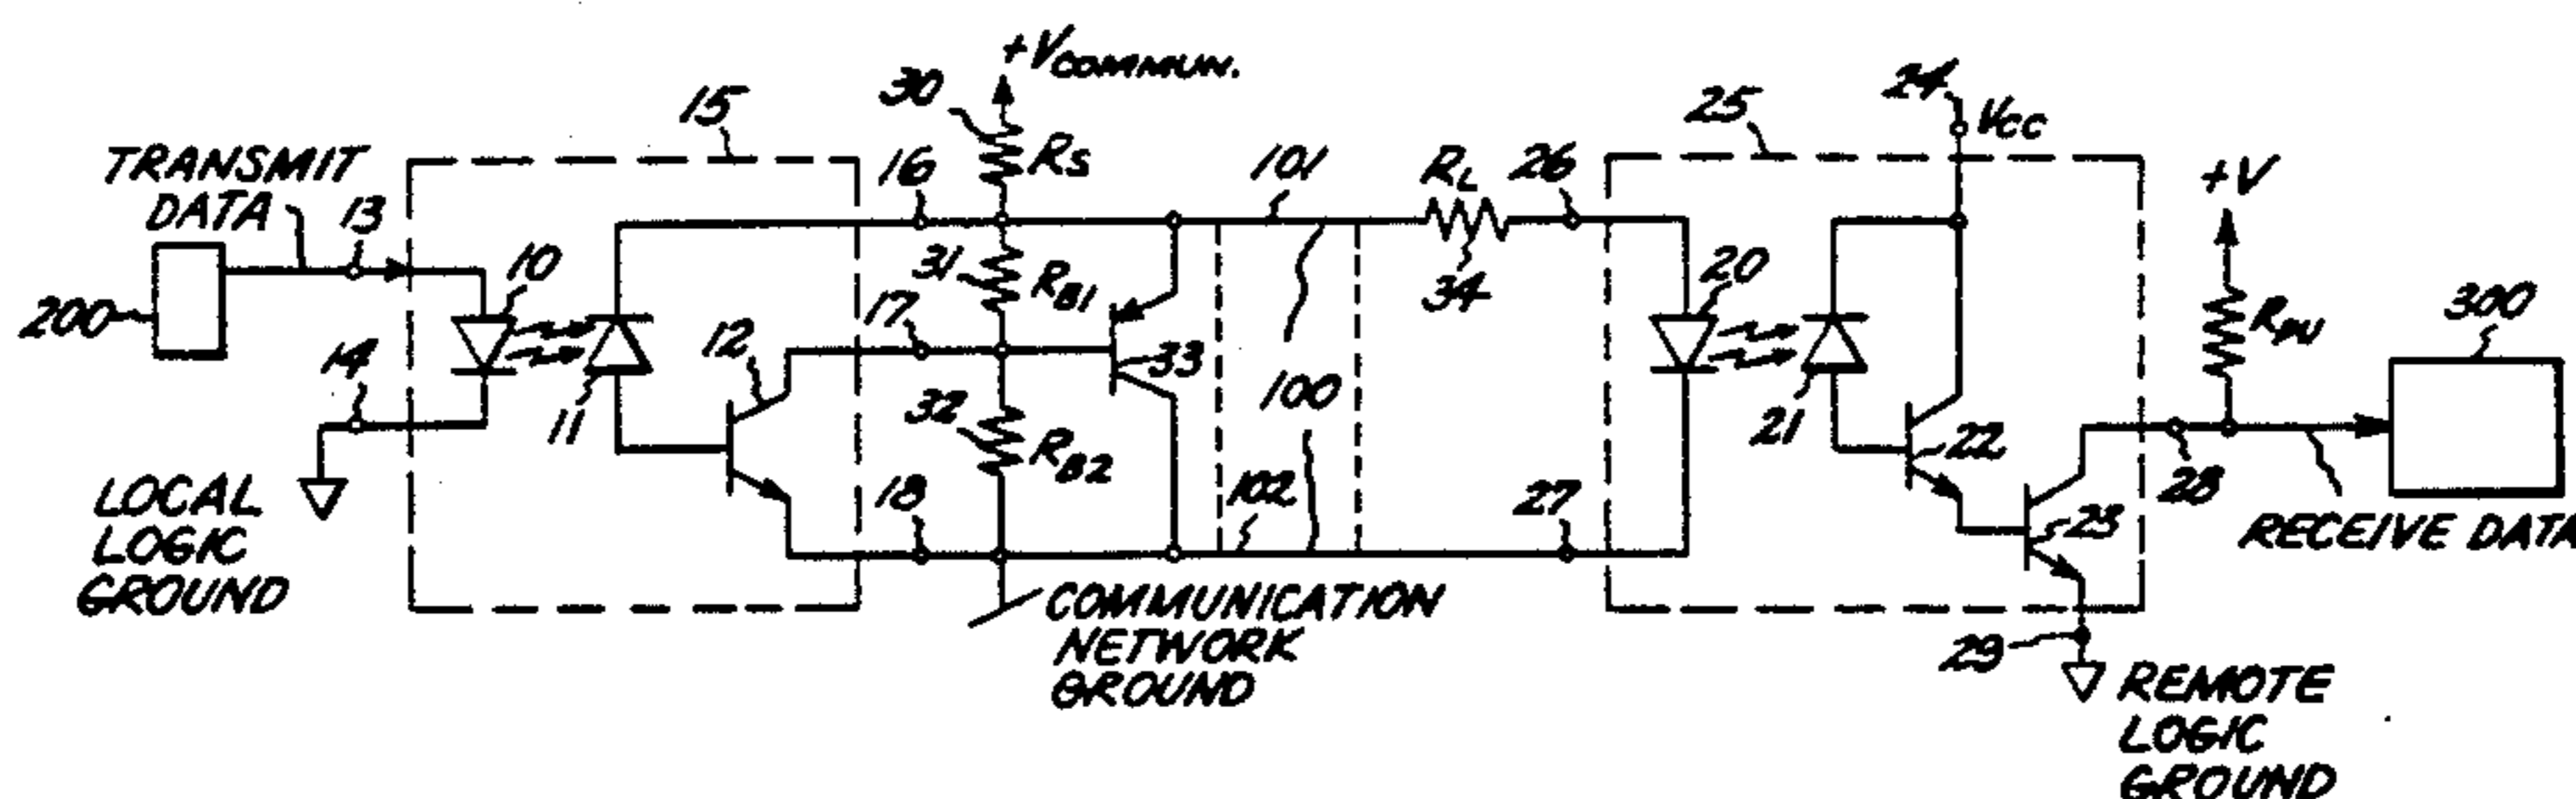 +VCOMMUN.
30
RS
15
24
VCC
25
TRANSMIT
DATA
13
16
101
RL
26
+V
31
RB1
10
17
34
20
RPU
300
200
14
12
33
100
11
32
RB2
21
22
28
LOCAL
LOGIC
GROUND
18
102
27
23
RECEIVE DATA
COMMUNICATION
NETWORK
GROUND
29
REMOTE
LOGIC
GROUND